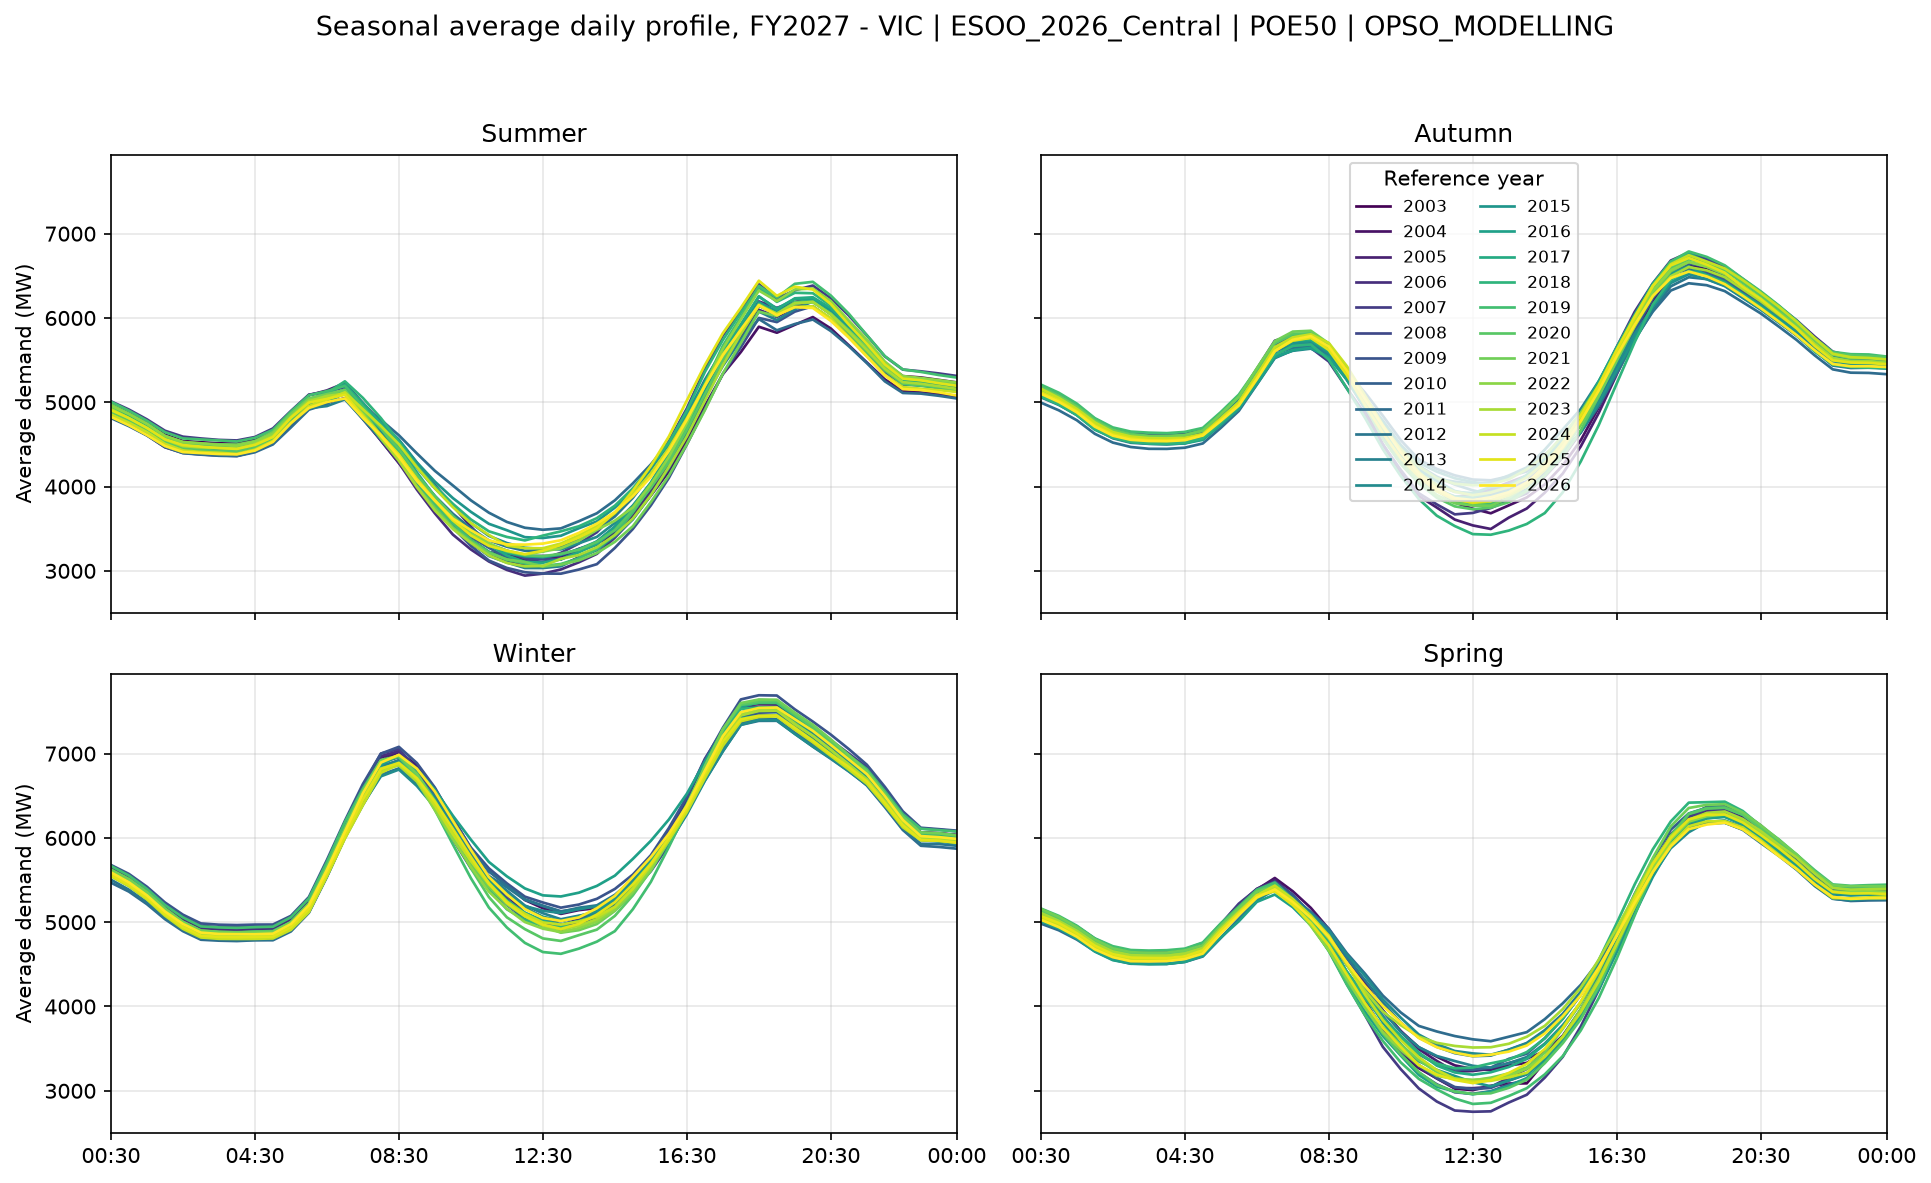 Seasonal average daily profile, FY2027 - VIC | ESOO_2026_Central | POE50 | OPSO_MODELLING
Summer
Average demand (MW)
7000
6000
5000
4000
3000
Autumn
Reference year
2003 2015
2004 2016
2005 2017
2006 2018
2007 2019
2008 2020
2009 2021
2010 2022
2011 2023
2012 2024
2013 2025
2014 2026
Winter
Average demand (MW)
7000
6000
5000
4000
3000
00:30 04:30 08:30 12:30 16:30 20:30 00:00
Spring
00:30 04:30 08:30 12:30 16:30 20:30 00:00